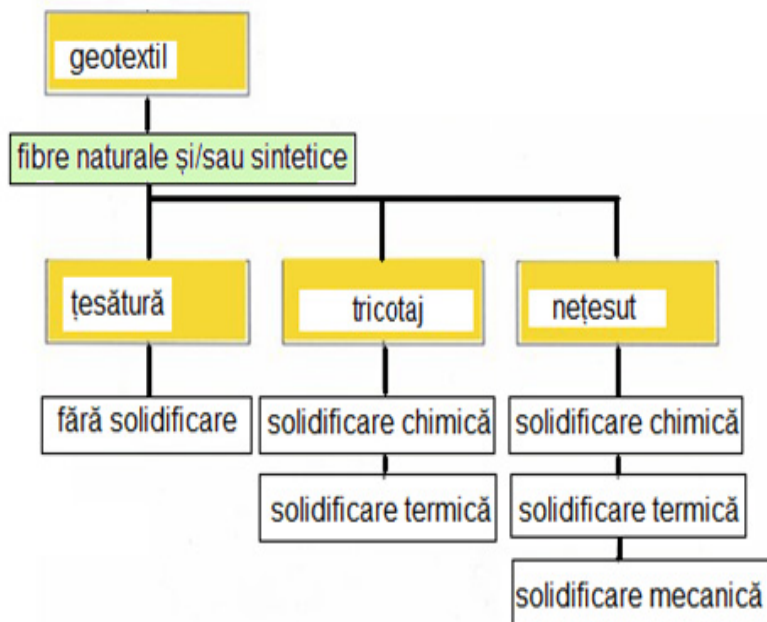 geotextil
fibre naturale și/sau sintetice
țesătură
tricotaj
nețesut
fără solidificare
solidificare chimică
solidificare chimică
solidificare termică
solidificare termică
solidificare mecanică